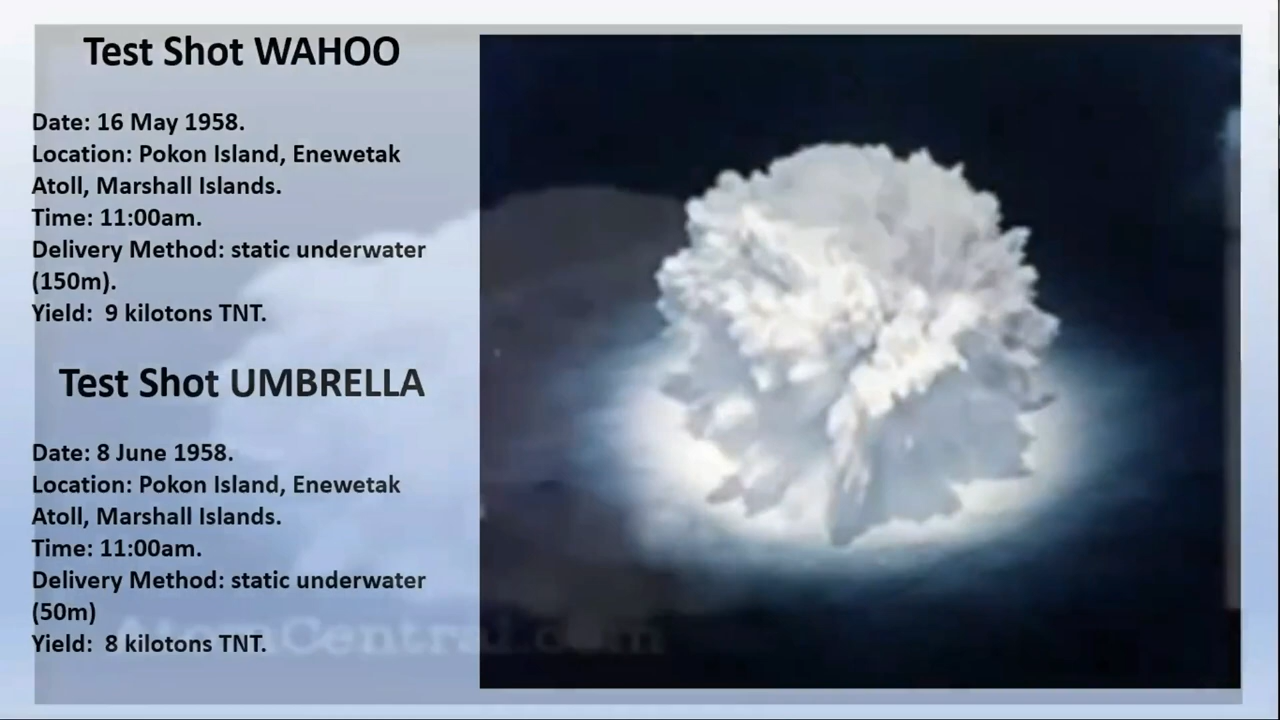 Test Shot WAHOO
Date: 16 May 1958.
Location: Pokon Island, Enewetak
Atoll, Marshall Islands.
Time: 11:00am.
Delivery Method: static underwater
(150m).
Yield:  9 kilotons TNT.
Test Shot UMBRELLA
Date: 8 June 1958.
Location: Pokon Island, Enewetak
Atoll, Marshall Islands.
Time: 11:00am.
Delivery Method: static underwater
(50m)
Yield:  8 kilotons TNT.
AtomCentral.com